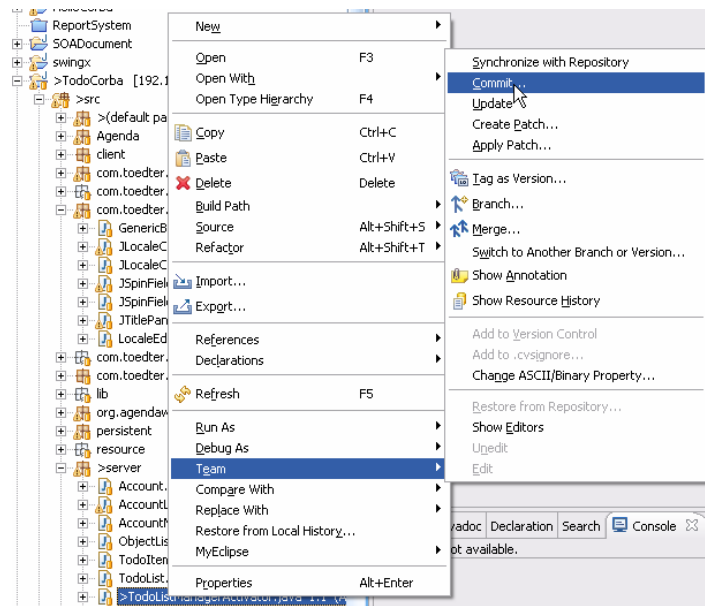 ReportSystem
SOADocument
swingx
>TodoCorba [192.1
>src
>(default pa
Agenda
client
com.toedter.
com.toedter.
com.toedter.
GenericB
JLocaleC
JLocaleC
JSpinFiel
JSpinFiel
JTitlePan
LocaleEd
com.toedter.
com.toedter.
lib
org.agendaw
persistent
resource
>server
Account.
AccountL
AccountM
ObjectLis
TodoItem
TodoList.
>TodoListManagerActivator.java 1.1 (A
New
Open F3
Open With
Open Type Hierarchy F4
Copy Ctrl+C
Paste Ctrl+V
Delete Delete
Build Path
Source Alt+Shift+S
Refactor Alt+Shift+T
Import...
Export...
References
Declarations
Refresh F5
Run As
Debug As
Team
Compare With
Replace With
Restore from Local History...
MyEclipse
Properties Alt+Enter
Synchronize with Repository
Commit...
Update
Create Patch...
Apply Patch...
Tag as Version...
Branch...
Merge...
Switch to Another Branch or Version...
Show Annotation
Show Resource History
Add to Version Control
Add to .cvsignore...
Change ASCII/Binary Property...
Restore from Repository...
Show Editors
Unedit
Edit
vadoc Declaration Search Console
ot available.